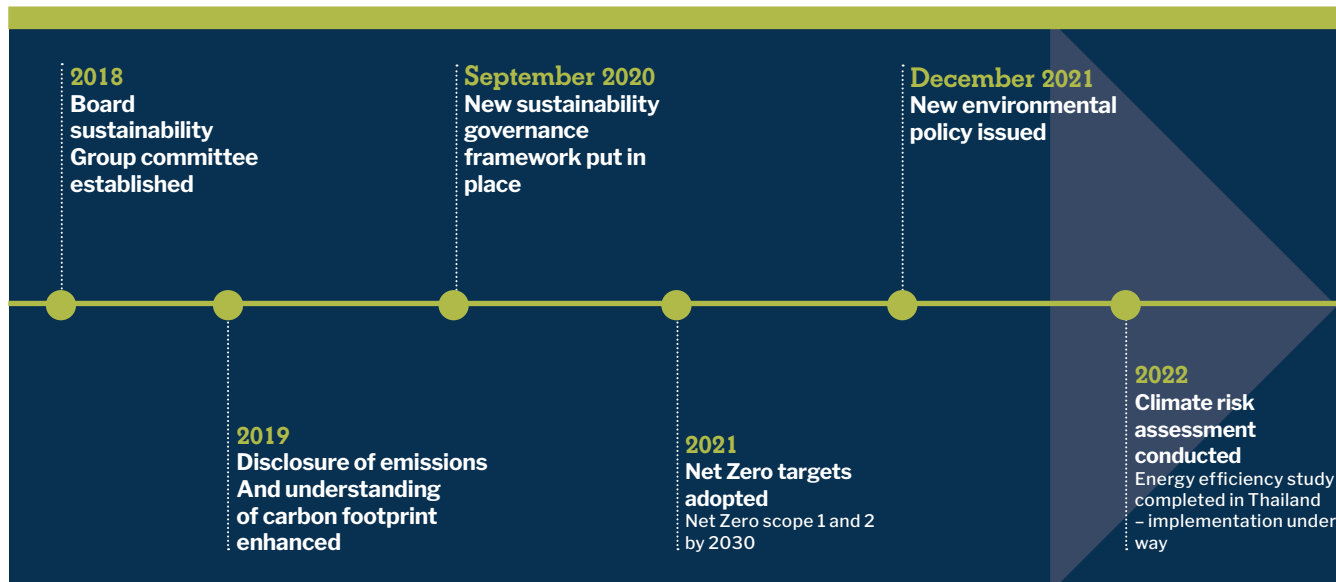 2018
Board
sustainability
Group committee
established
2019
Disclosure of emissions
And understanding
of carbon footprint
enhanced
September 2020
New sustainability
governance
framework put in
place
2021
Net Zero targets
adopted
Net Zero scope 1 and 2
by 2030
December 2021
New environmental
policy issued
2022
Climate risk
assessment
conducted
Energy efficiency study
completed in Thailand
– implementation under
way